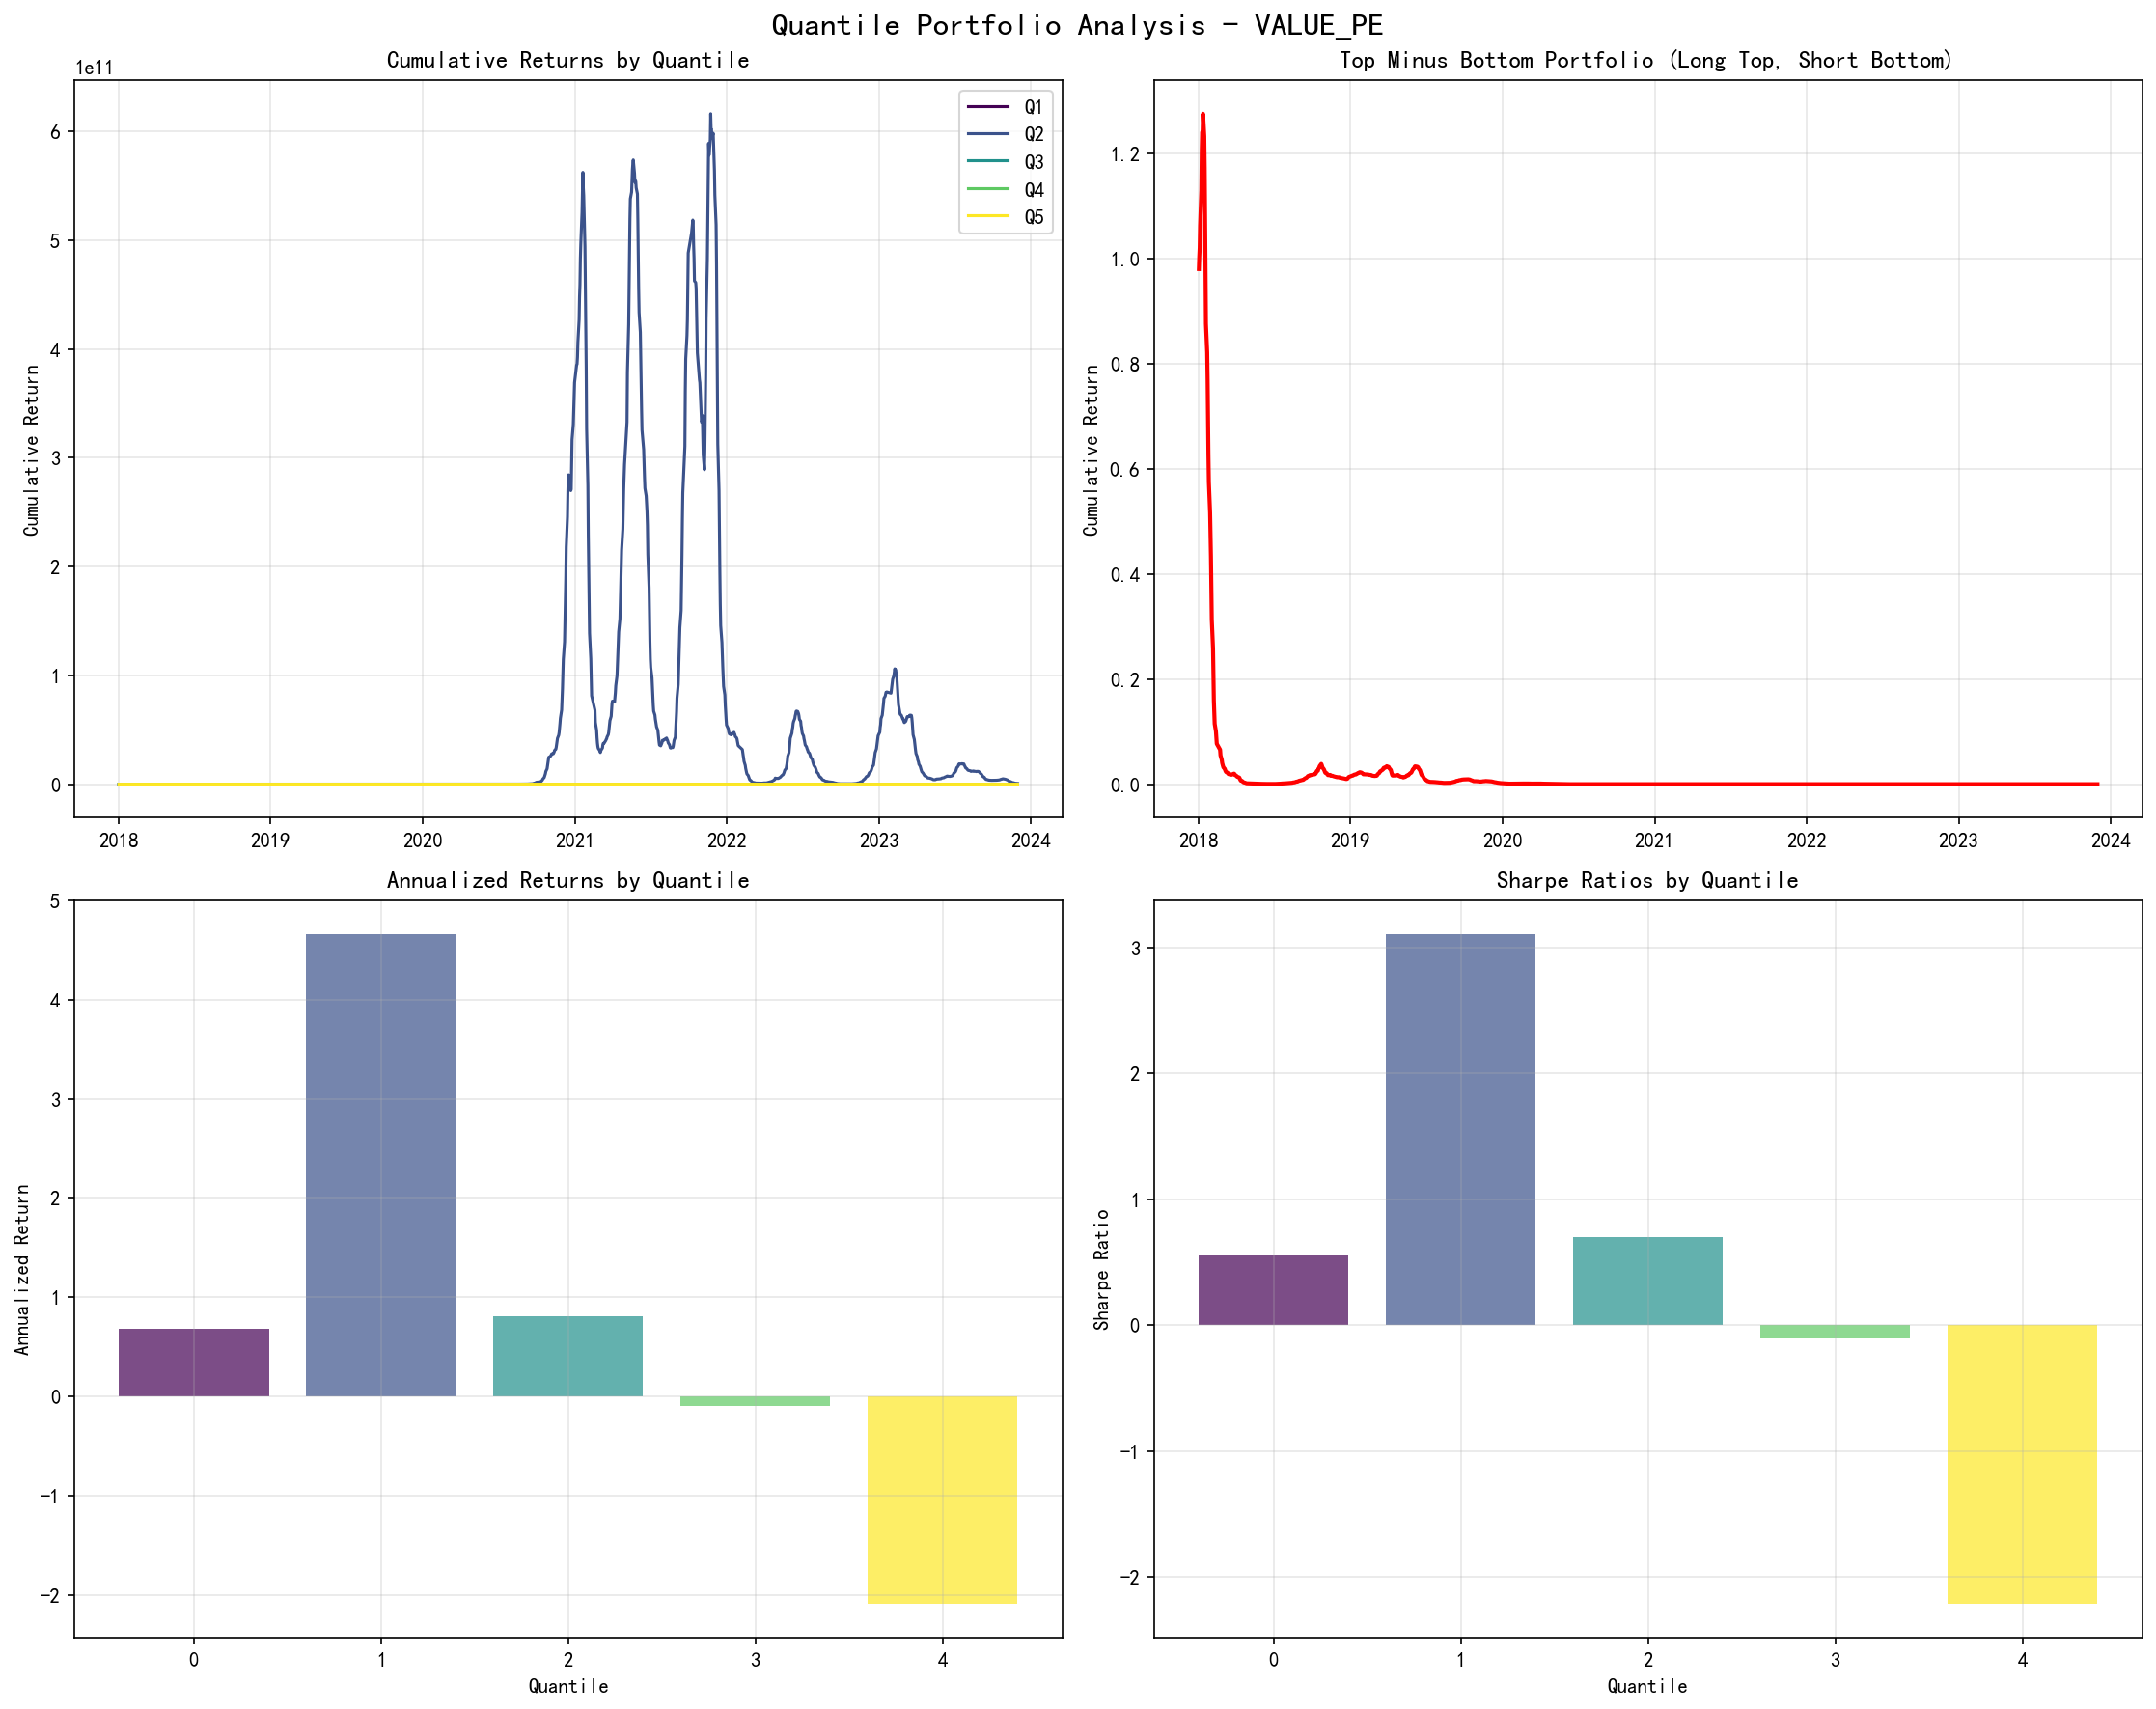 Quantile Portfolio Analysis - VALUE_PE
Cumulative Returns by Quantile
1e11
6
5
4
3
2
1
0
Cumulative Return
2018 2019 2020 2021 2022 2023 2024
Q1
Q2
Q3
Q4
Q5
Top Minus Bottom Portfolio (Long Top, Short Bottom)
1.2
1.0
0.8
0.6
0.4
0.2
0.0
Cumulative Return
2018 2019 2020 2021 2022 2023 2024
Annualized Returns by Quantile
5
4
3
2
1
0
−1
−2
Annualized Return
0 1 2 3 4
Quantile
Sharpe Ratios by Quantile
3
2
1
0
−1
−2
Sharpe Ratio
0 1 2 3 4
Quantile